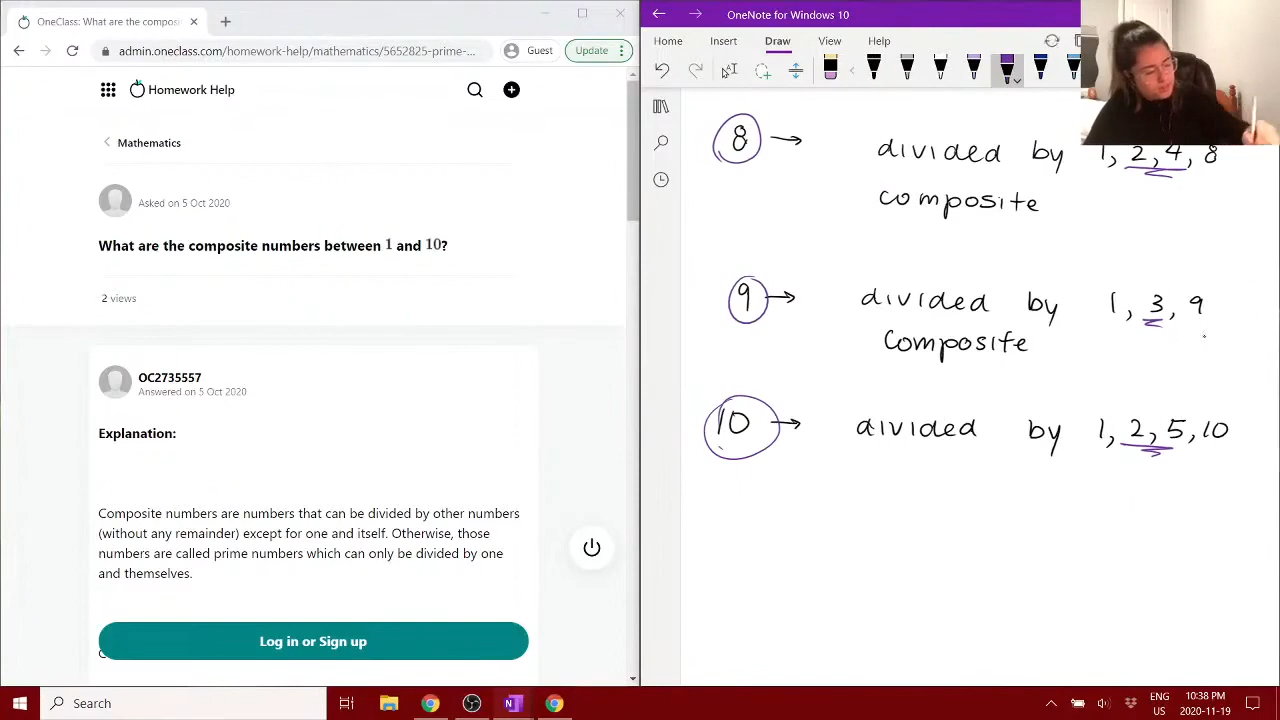 OneClass: What are the compos
OneNote for Windows 10
admin.oneclass.com/homework-help/mathematics/5652825-prime-...
Guest
Update
Home
Insert
Draw
View
Help
Homework Help
Mathematics
Asked on 5 Oct 2020
What are the composite numbers between 1 and 10?
2 views
OC2735557
Answered on 5 Oct 2020
Explanation:
Composite numbers are numbers that can be divided by other numbers
(without any remainder) except for one and itself. Otherwise, those
numbers are called prime numbers which can only be divided by one
and themselves.
Log in or Sign up
8 → divided by 1, 2, 4, 8
composite
9 → divided by 1, 3, 9
composite
10 → divided by 1, 2, 5, 10
Search
ENG
US
10:38 PM
2020-11-19